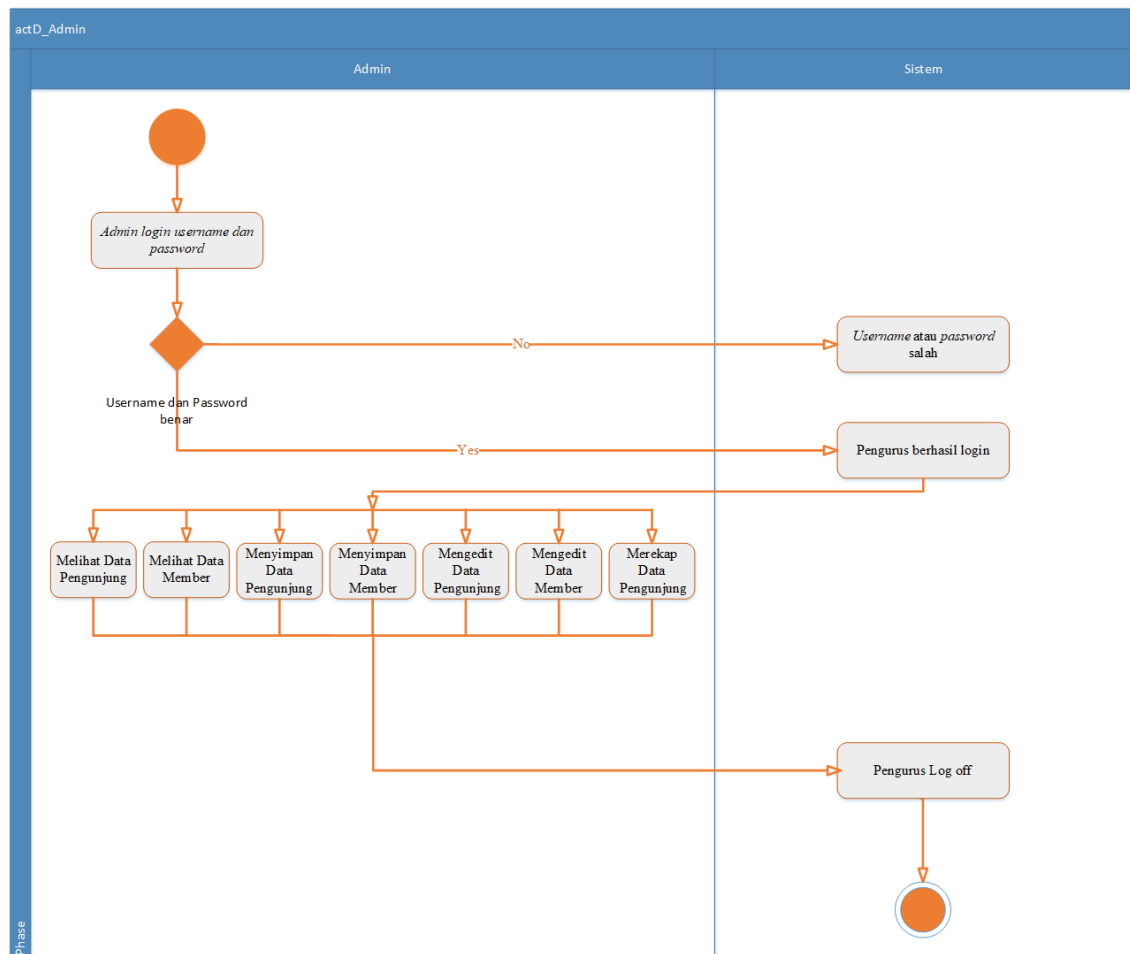 actD_Admin
Admin
Sistem
Admin login username dan
password
No
Username atau password
salah
Username dan Password
benar
Yes
Pengurus berhasil login
Melihat Data
Pengunjung
Melihat Data
Member
Menyimpan
Data
Pengunjung
Menyimpan
Data
Member
Mengedit
Data
Pengunjung
Mengedit
Data
Member
Merekap
Data
Pengunjung
Pengurus Log off
Phase